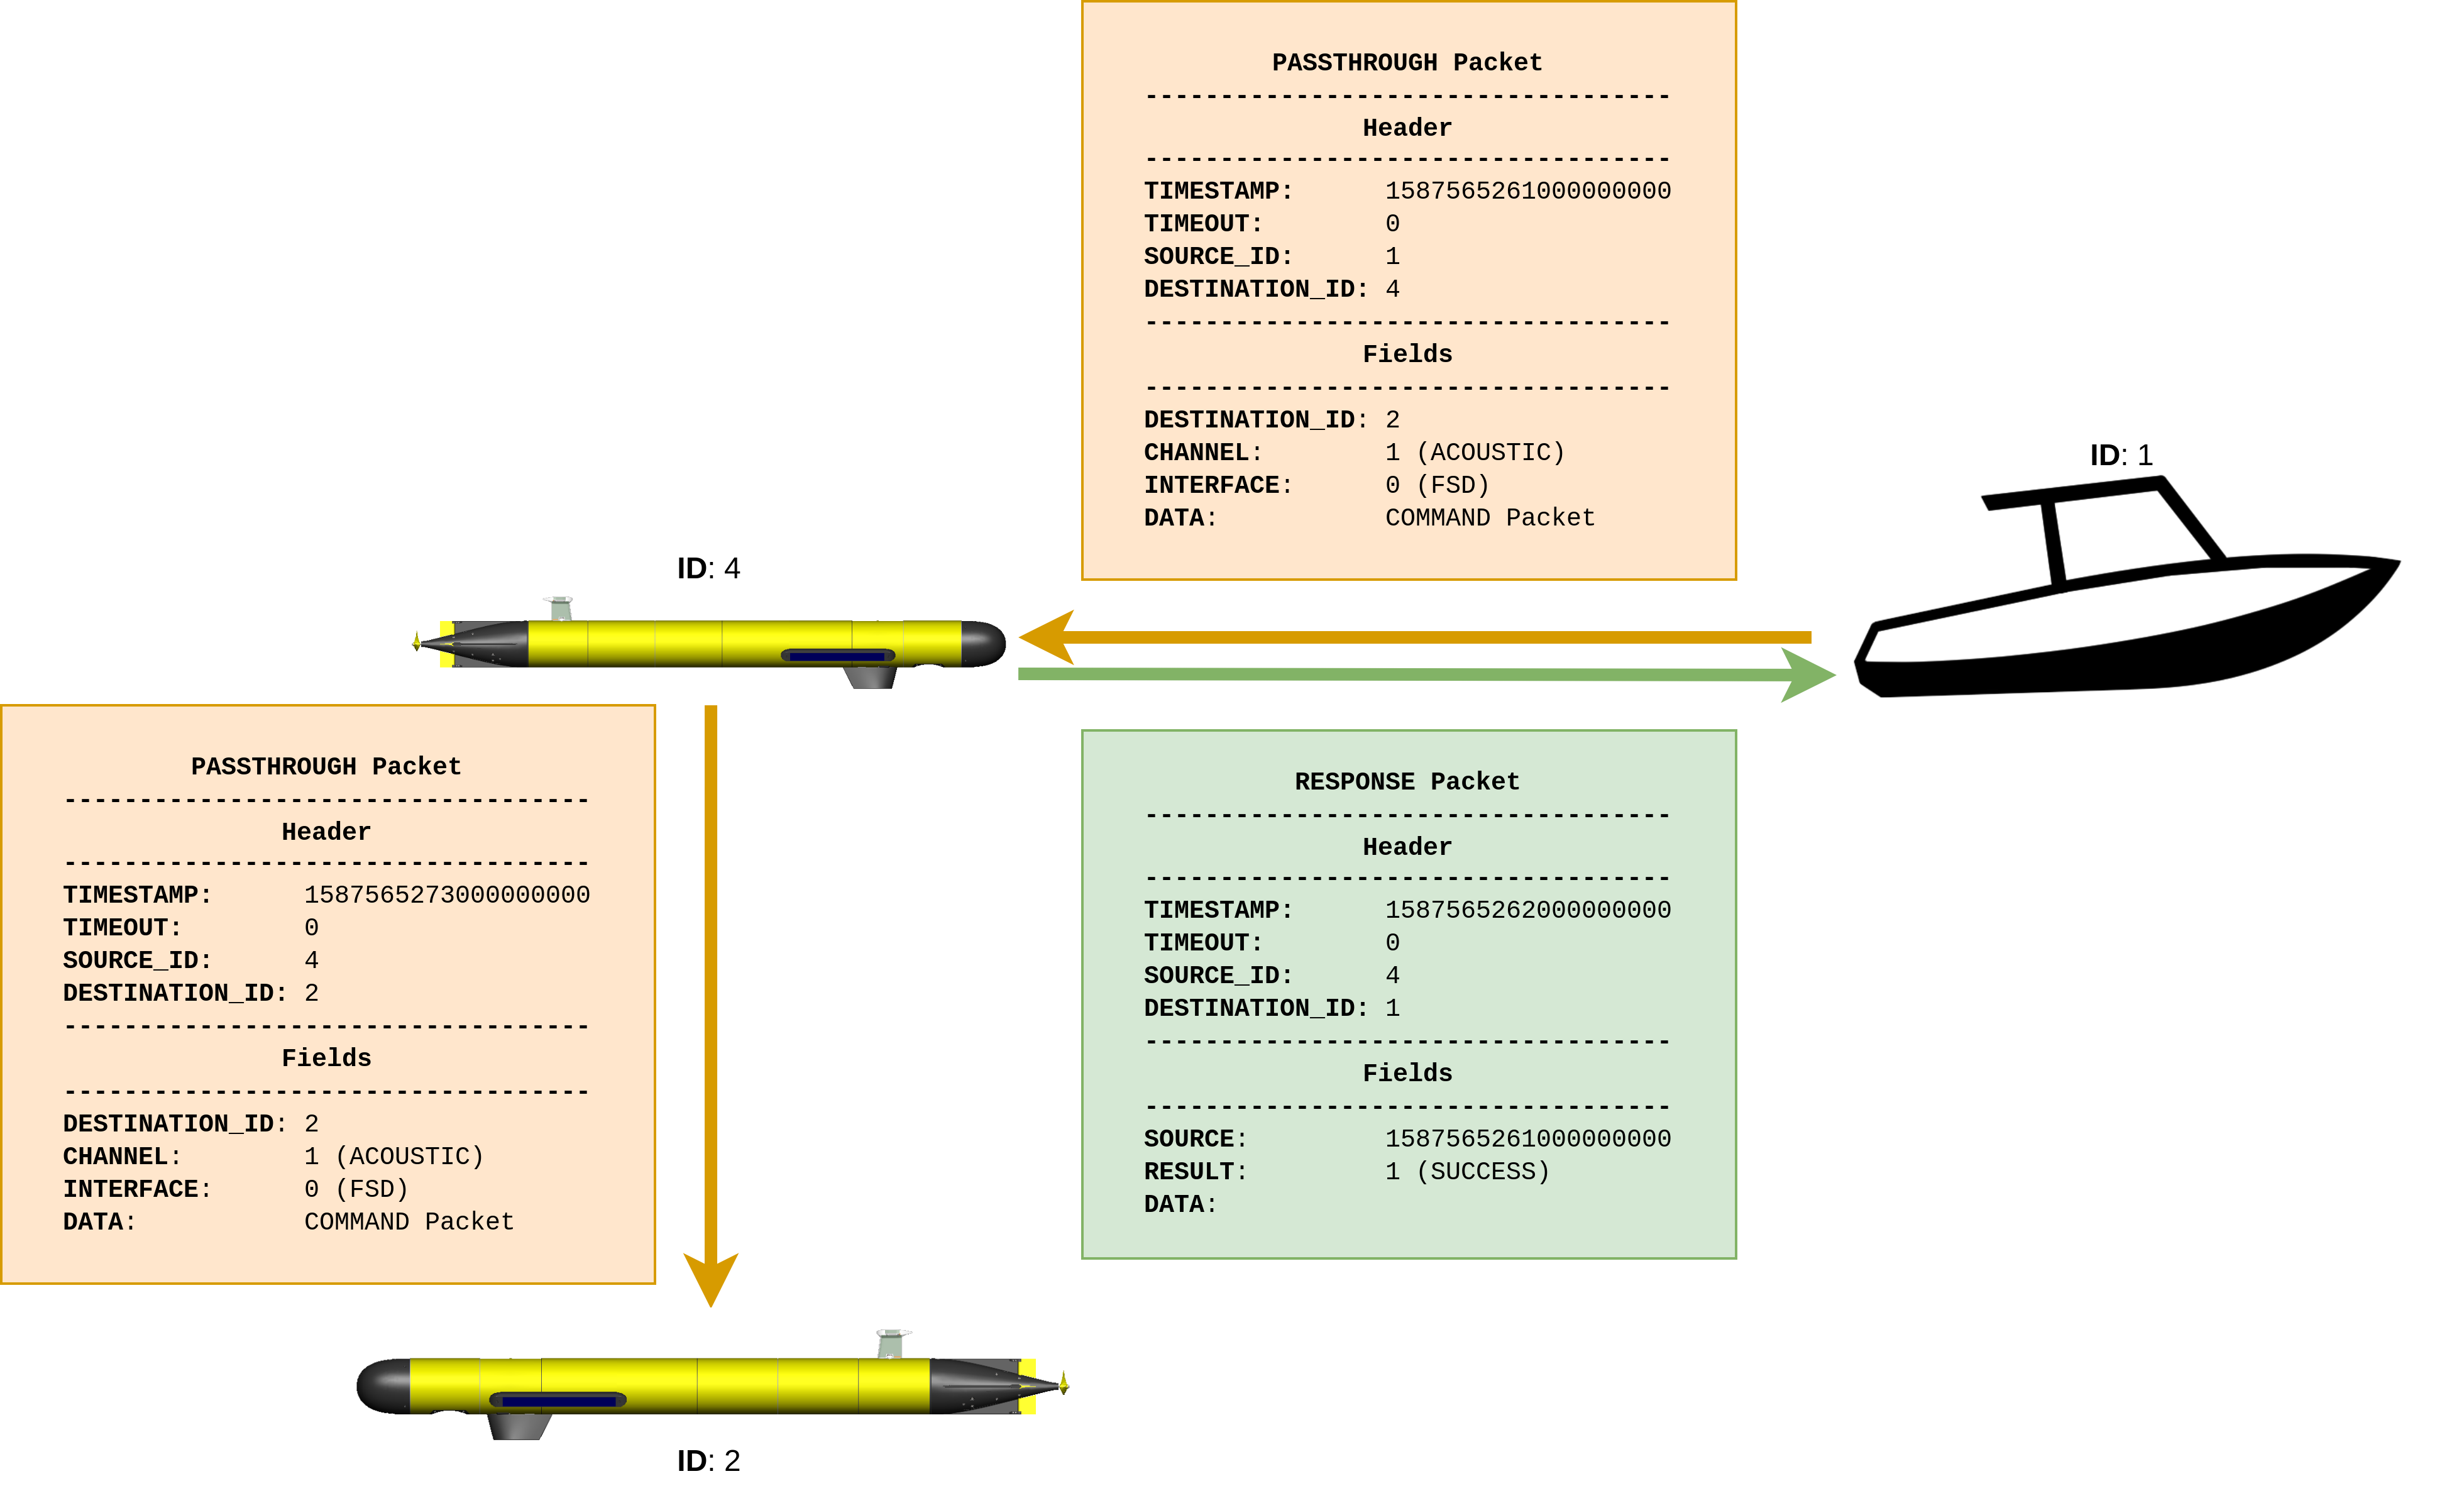 PASSTHROUGH Packet
-----------------------------------
Header
-----------------------------------
TIMESTAMP: 1587565261000000000
TIMEOUT: 0
SOURCE_ID: 1
DESTINATION_ID: 4
-----------------------------------
Fields
-----------------------------------
DESTINATION_ID: 2
CHANNEL: 1 (ACOUSTIC)
INTERFACE: 0 (FSD)
DATA: COMMAND Packet
ID: 1
ID: 4
PASSTHROUGH Packet
-----------------------------------
Header
-----------------------------------
TIMESTAMP: 1587565273000000000
TIMEOUT: 0
SOURCE_ID: 4
DESTINATION_ID: 2
-----------------------------------
Fields
-----------------------------------
DESTINATION_ID: 2
CHANNEL: 1 (ACOUSTIC)
INTERFACE: 0 (FSD)
DATA: COMMAND Packet
RESPONSE Packet
-----------------------------------
Header
-----------------------------------
TIMESTAMP: 1587565262000000000
TIMEOUT: 0
SOURCE_ID: 4
DESTINATION_ID: 1
-----------------------------------
Fields
-----------------------------------
SOURCE: 1587565261000000000
RESULT: 1 (SUCCESS)
DATA:
ID: 2